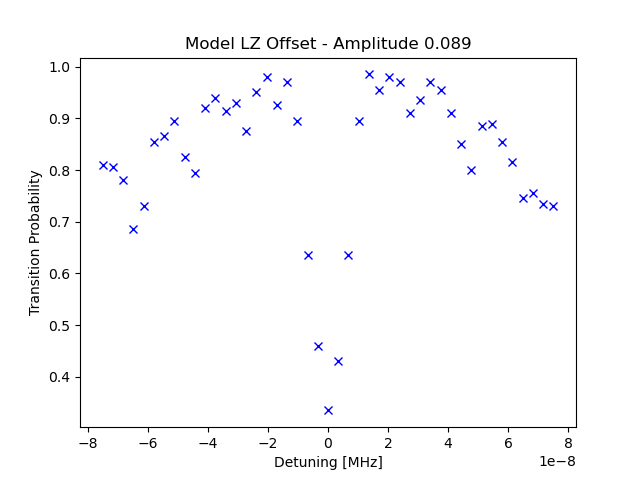 Model LZ Offset - Amplitude 0.089
Transition Probability
1.0
0.9
0.8
0.7
0.6
0.5
0.4
−8 −6 −4 −2 0 2 4 6 8
1e−8
Detuning [MHz]